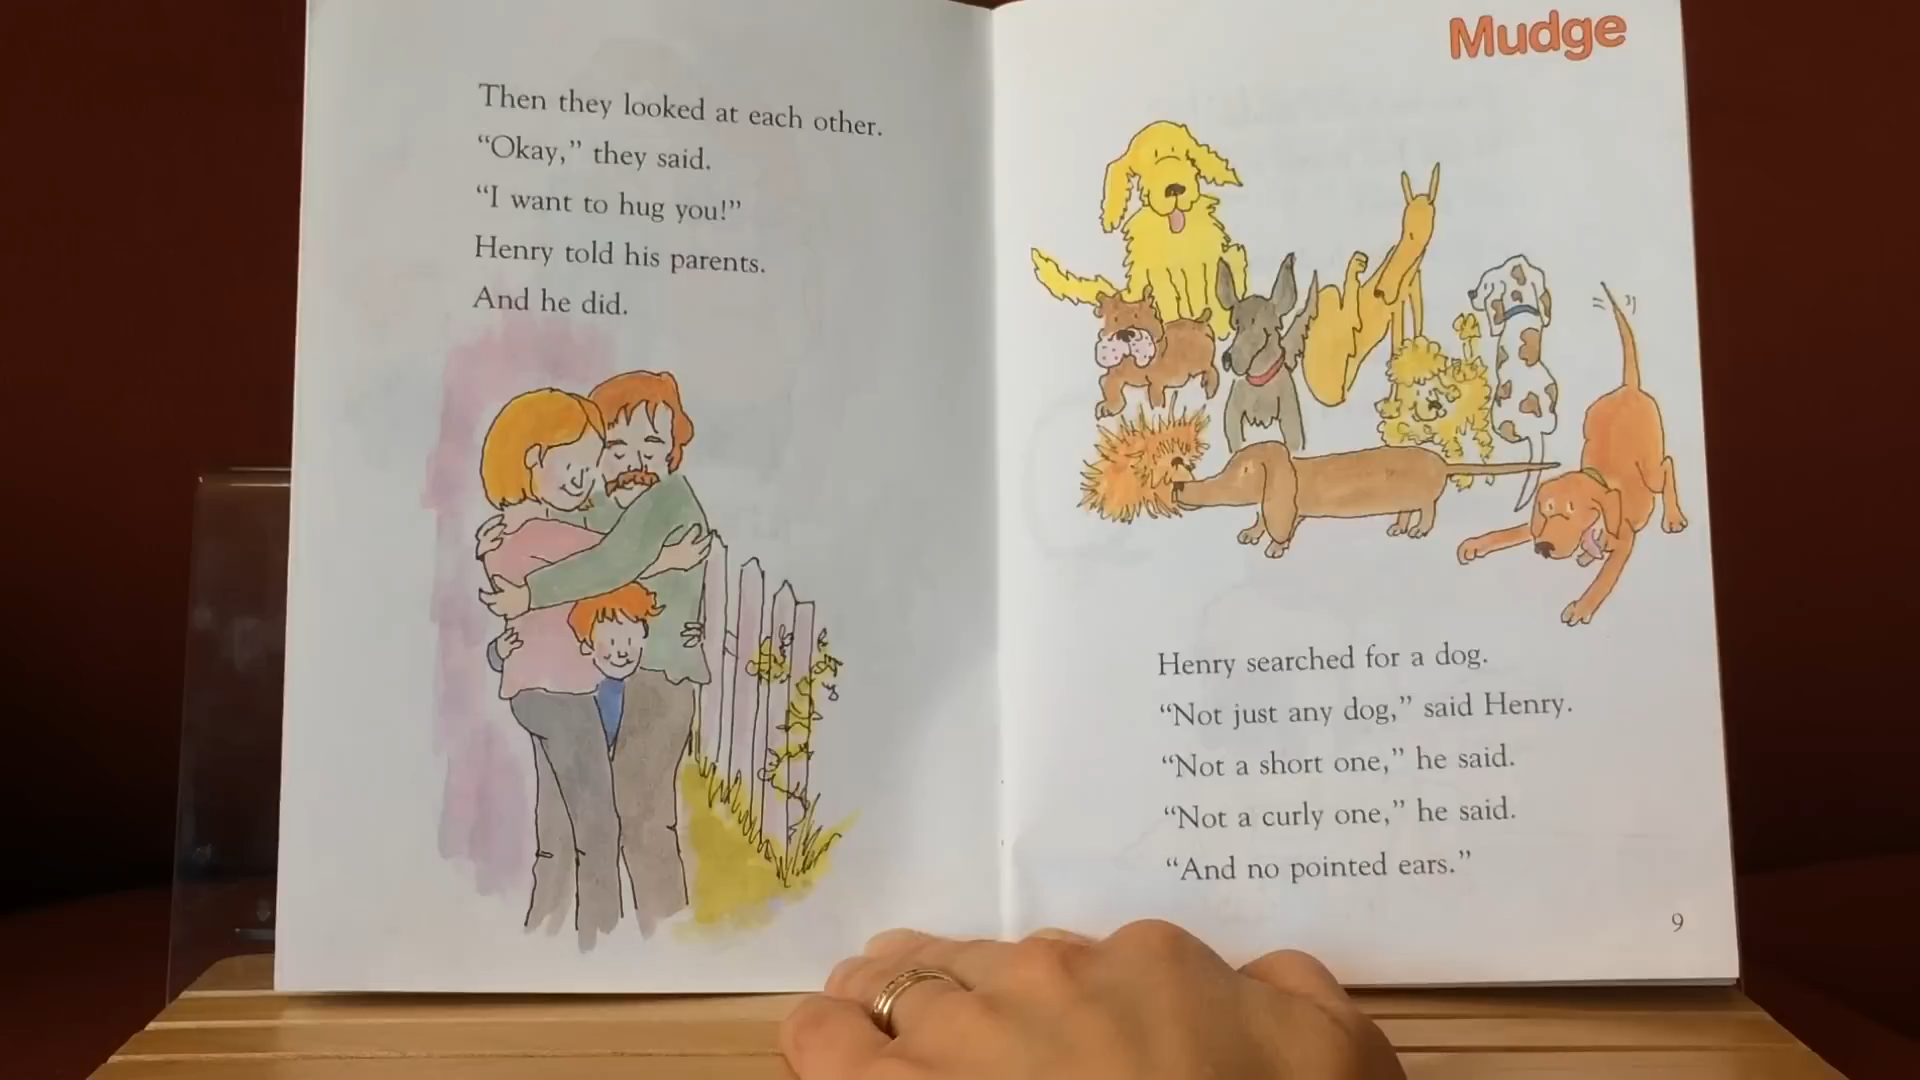 Then they looked at each other.
“Okay,” they said.
“I want to hug you!”
Henry told his parents.
And he did.
Mudge
Henry searched for a dog.
“Not just any dog,” said Henry.
“Not a short one,” he said.
“Not a curly one,” he said.
“And no pointed ears.”
9